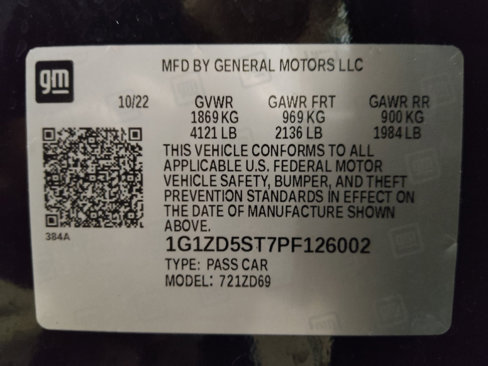 gm
MFD BY GENERAL MOTORS LLC
10/22 GVWR GAWR FRT GAWR RR
1869 KG 969 KG 900 KG
4121 LB 2136 LB 1984 LB
THIS VEHICLE CONFORMS TO ALL
APPLICABLE U.S. FEDERAL MOTOR
VEHICLE SAFETY, BUMPER, AND THEFT
PREVENTION STANDARDS IN EFFECT ON
THE DATE OF MANUFACTURE SHOWN
ABOVE.
384A
1G1ZD5ST7PF126002
TYPE: PASS CAR
MODEL: 721ZD69